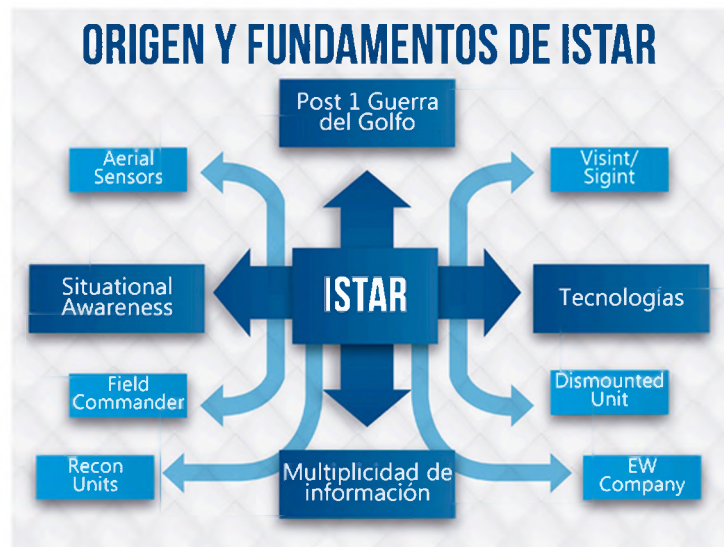 ORIGEN Y FUNDAMENTOS DE ISTAR
Post 1 Guerra
del Golfo
Aerial
Sensors
Visint/
Sigint
Situational
Awareness
ISTAR
Tecnologías
Field
Commander
Dismounted
Unit
Recon
Units
Multiplicidad de
información
EW
Company